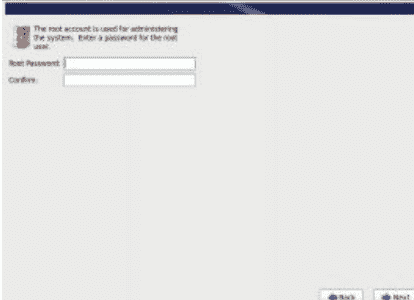 The root account is used for administering
the system. Enter a password for the root
user.
Root Password:
Confirm:
Back
Next